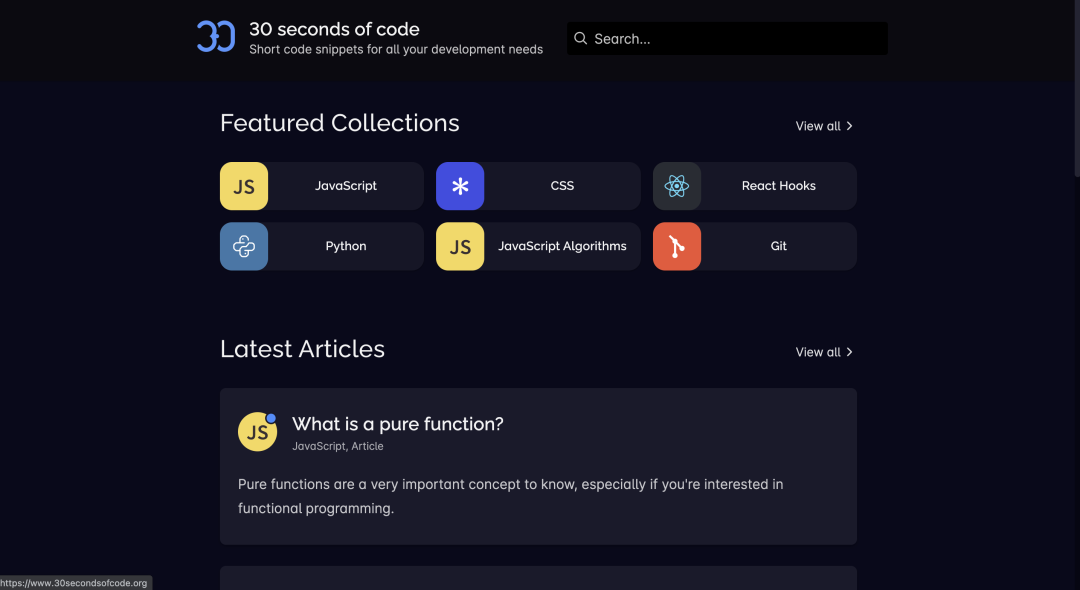 30 seconds of code
Short code snippets for all your development needs
Search...
Featured Collections
View all
JS
JavaScript
CSS
React Hooks
Python
JS
JavaScript Algorithms
Git
Latest Articles
View all
JS
What is a pure function?
JavaScript, Article
Pure functions are a very important concept to know, especially if you're interested in
functional programming.
https://www.30secondsofcode.org